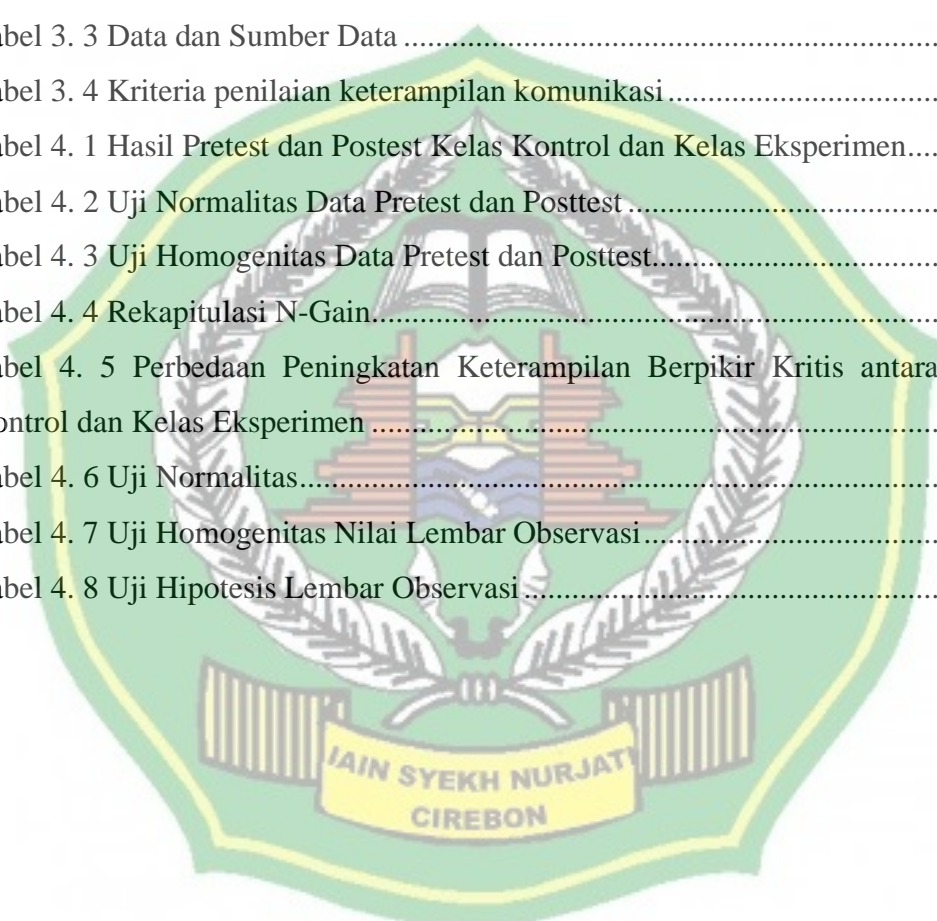 abel 3. 3 Data dan Sumber Data ..........................................................................
abel 3. 4 Kriteria penilaian keterampilan komunikasi .....................................
abel 4. 1 Hasil Pretest dan Postest Kelas Kontrol dan Kelas Eksperimen....
abel 4. 2 Uji Normalitas Data Pretest dan Posttest .........................................
abel 4. 3 Uji Homogenitas Data Pretest dan Posttest.......................................
abel 4. 4 Rekapitulasi N-Gain..............................................................................
abel 4. 5 Perbedaan Peningkatan Keterampilan Berpikir Kritis antara
ontrol dan Kelas Eksperimen ..............................................................................
abel 4. 6 Uji Normalitas........................................................................................
abel 4. 7 Uji Homogenitas Nilai Lembar Observasi........................................
abel 4. 8 Uji Hipotesis Lembar Observasi ........................................................
IAIN SYEKH NURJATI
CIREBON